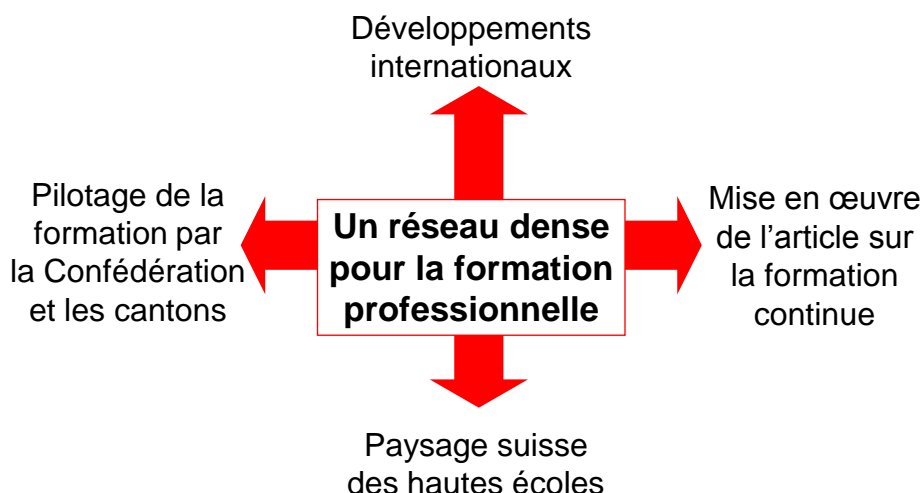 Développements
internationaux
Pilotage de la
formation par
la Confédération
et les cantons
Un réseau dense
pour la formation
professionnelle
Mise en œuvre
de l’article sur
la formation
continue
Paysage suisse
des hautes écoles